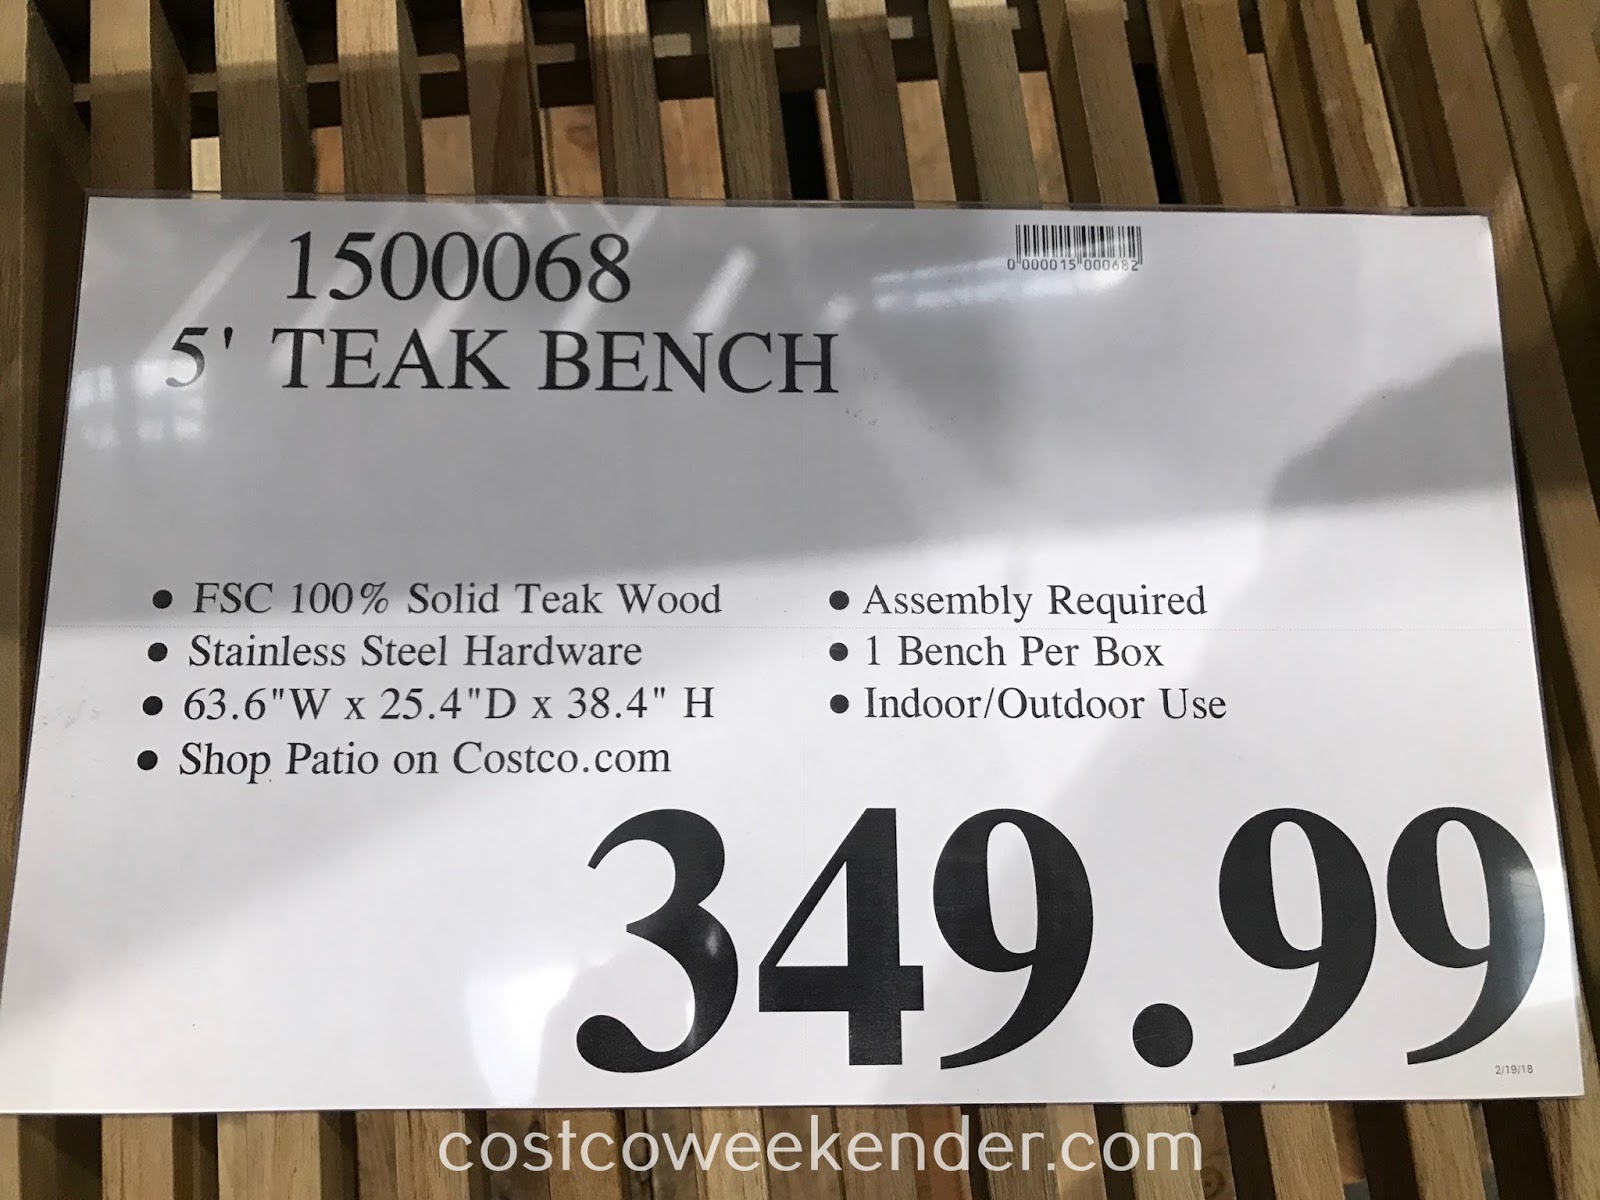 1500068
0 000015 000682
5' TEAK BENCH
• FSC 100% Solid Teak Wood
• Stainless Steel Hardware
• 63.6"W x 25.4"D x 38.4" H
• Shop Patio on Costco.com
• Assembly Required
• 1 Bench Per Box
• Indoor/Outdoor Use
349.99
2/19/18
costcoweekender.com